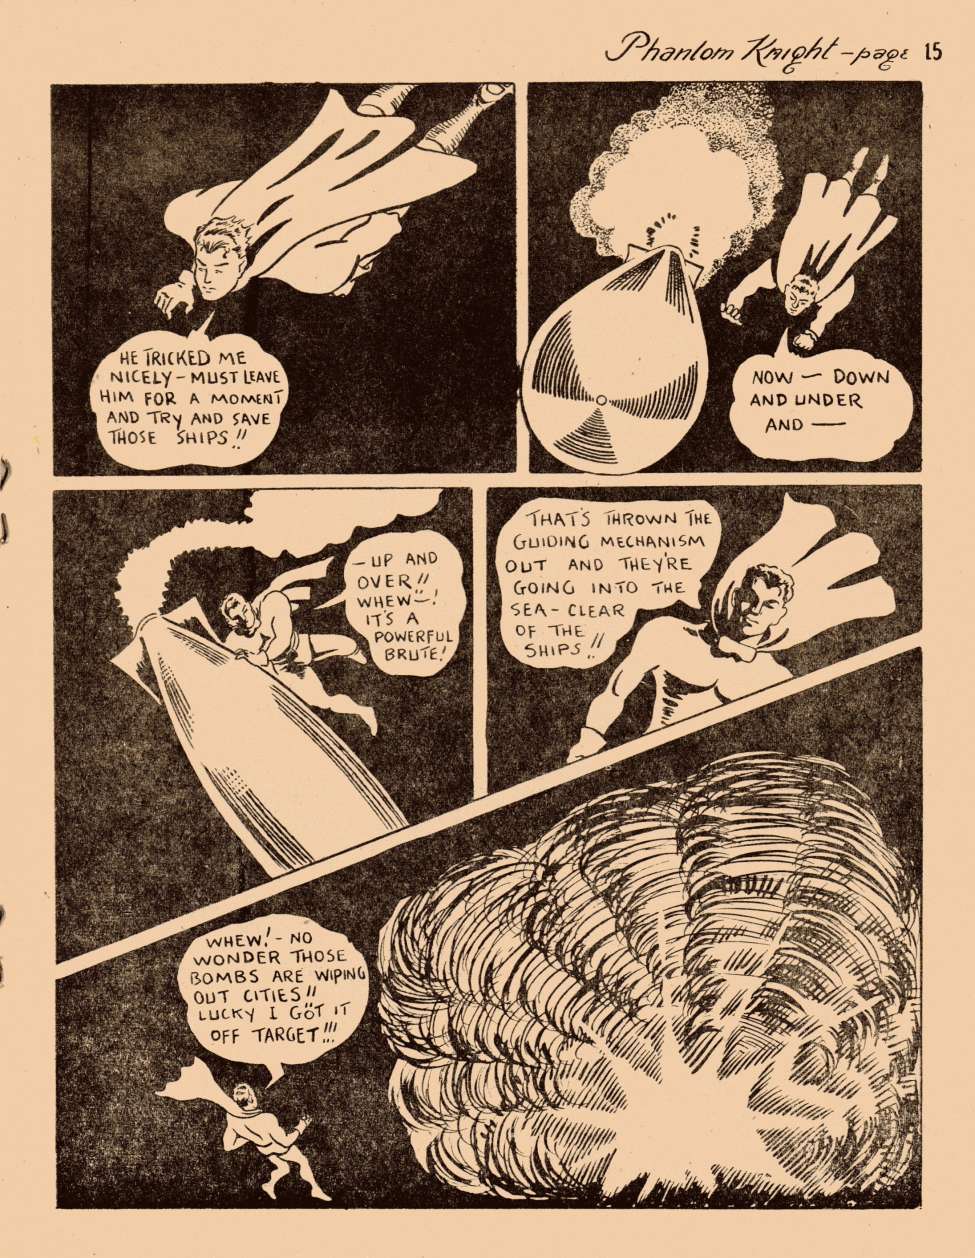 Phantom Knight - page 15
HE TRICKED ME
NICELY - MUST LEAVE
HIM FOR A MOMENT
AND TRY AND SAVE
THOSE SHIPS!!
NOW — DOWN
AND UNDER
AND —
- UP AND
OVER!!
WHEW-!
IT'S A
POWERFUL
BRUTE!
THAT'S THROWN THE
GUIDING MECHANISM
OUT AND THEY'RE
GOING INTO THE
SEA - CLEAR
OF THE
SHIPS!!
WHEW! - NO
WONDER THOSE
BOMBS ARE WIPING
OUT CITIES!!
LUCKY I GOT IT
OFF TARGET!!!